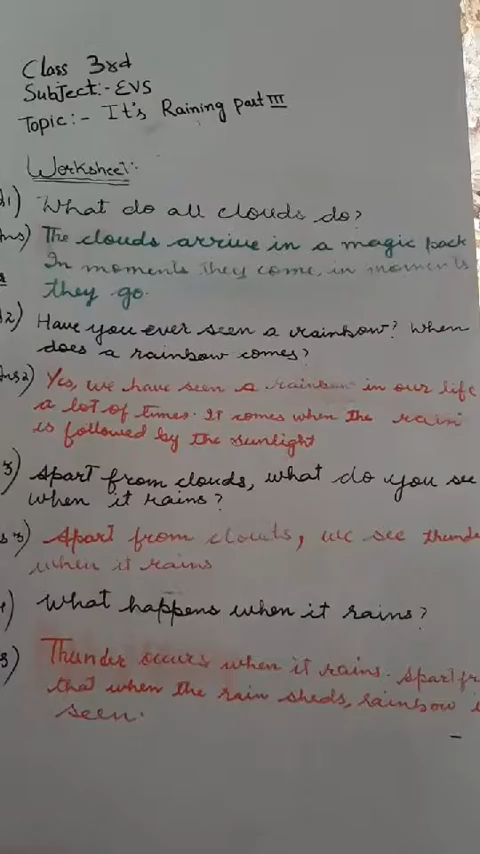 Class 3rd
Subject:- EVS
Topic:- It's Raining part III
Worksheet:-
1) What do all clouds do?
Ans) The clouds arrive in a magic pack
In moments they come, in moments
they go.
2) Have you ever seen a rainbow? When
does a rainbow comes?
Ans2) Yes, we have seen a rainbow in our life
a lot of times. It comes when the rain
is followed by the sunlight
3) Apart from clouds, what do you see
when it rains?
s3) Apart from clouds, we see thunde
when it rains
) What happens when it rains?
s) Thunder occurs when it rains. Apart fr
that when the rain sheds, rainbow i
seen.